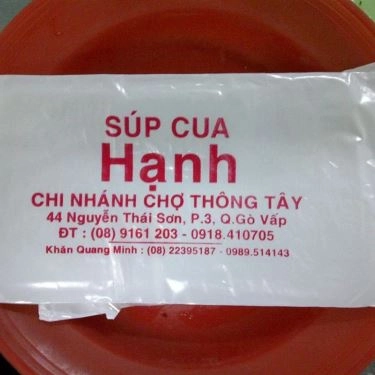 SÚP CUA
Hạnh
CHI NHÁNH CHỢ THÔNG TÂY
44 Nguyễn Thái Sơn, P.3, Q.Gò Vấp
ĐT : (08) 9161 203 - 0918.410705
Khăn Quang Minh : (08) 22395187 - 0989.514143